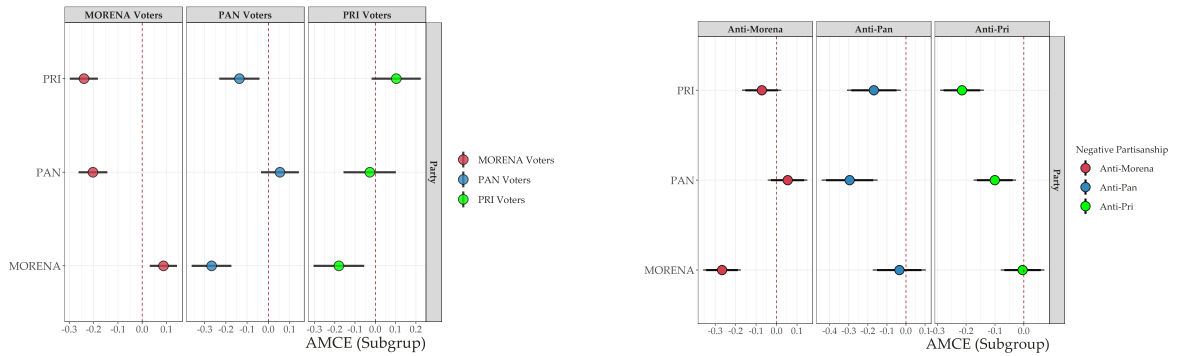 MORENA Voters PAN Voters PRI Voters
PRI
PAN
MORENA
Party
-0.3 -0.2 -0.1 0.0 0.1 -0.3 -0.2 -0.1 0.0 0.1 -0.1 0.0 0.1 0.2
AMCE (Subgroup)
MORENA Voters
PAN Voters
PRI Voters
Anti-Morena Anti-Pan Anti-Pri
PRI
PAN
MORENA
Party
-0.3 -0.2 -0.1 0.0 0.1 -0.4 -0.3 -0.2 -0.1 0.0 0.1 -0.3 -0.2 -0.1 0.0
AMCE (Subgroup)
Negative Partisanship
Anti-Morena
Anti-Pan
Anti-Pri